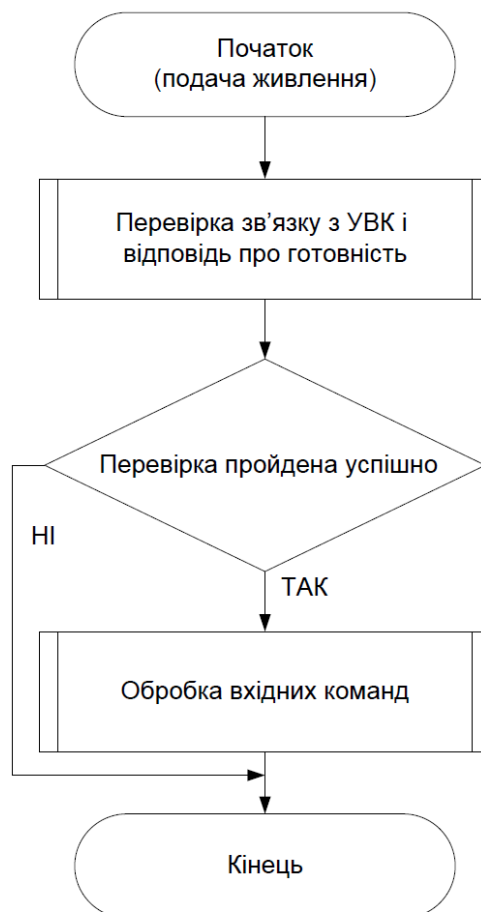 Початок
(подача живлення)
Перевірка зв’язку з УВК і
відповідь про готовність
Перевірка пройдена успішно
НІ
ТАК
Обробка вхідних команд
Кінець